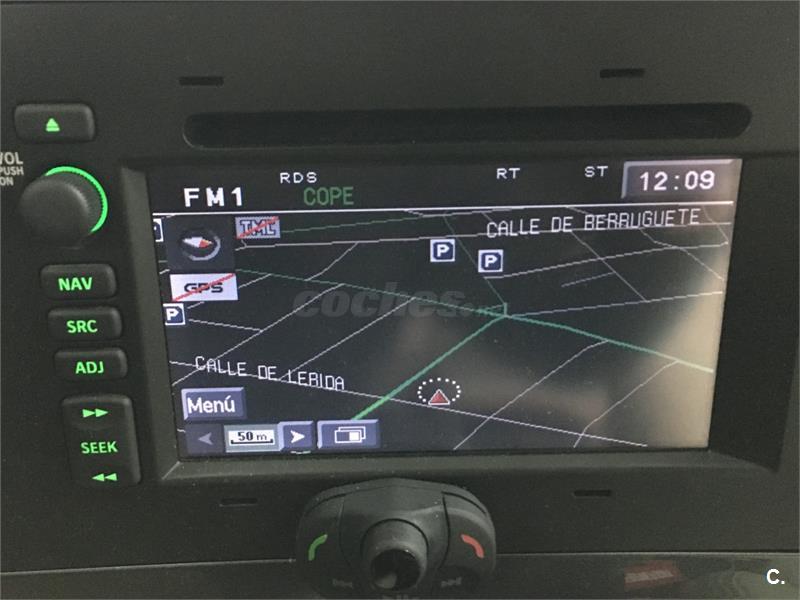 VOL
PUSH
ON
RDS
RT
ST
12:09
FM1
COPE
TMC
CALLE DE BERRUGUETE
P
P
GPS
P
NAV
SRC
ADJ
SEEK
coches.net
CALLE DE LERIDA
Menú
50 m
C.